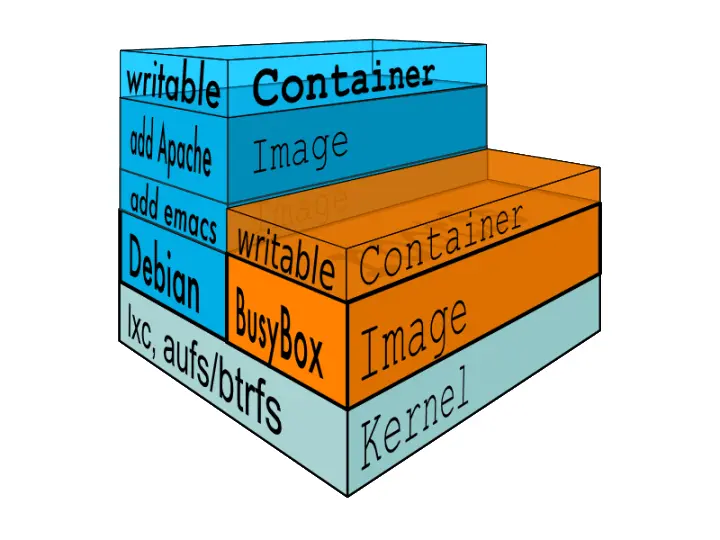 writable
Container
add Apache
Image
add emacs
Image
writable
Container
Debian
BusyBox
Image
lxc, aufs/btrfs
Kernel